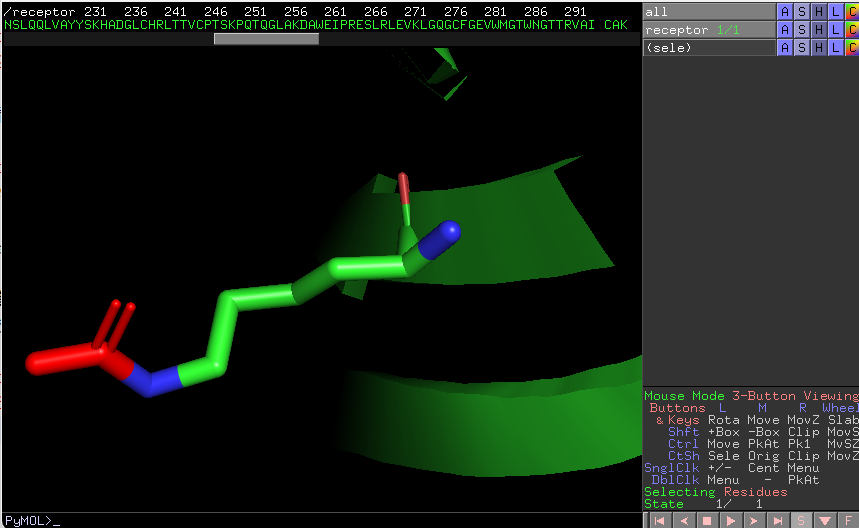 /receptor 231 236 241 246 251 256 261 266 271 276 281 286 291
NSLQQLVAYYSKHADGLCHRLTTVCPTSKPQTQGLAKDAWEIPRESLRLEVKLGQGCFGEVWMGTWNGTTRVAI CAK
all A S H L C
receptor 1/1 A S H L C
(sele) A S H L C
Mouse Mode 3-Button Viewing
Buttons L M R Wheel
& Keys Rota Move MovZ Slab
Shft +Box -Box Clip MovS
Ctrl Move PkAt Pk1 MvSZ
CtSh Sele Orig Clip MovZ
SnglClk +/- Cent Menu
DblClk Menu - PkAt
Selecting Residues
State 1/ 1
S F
PyMOL>_